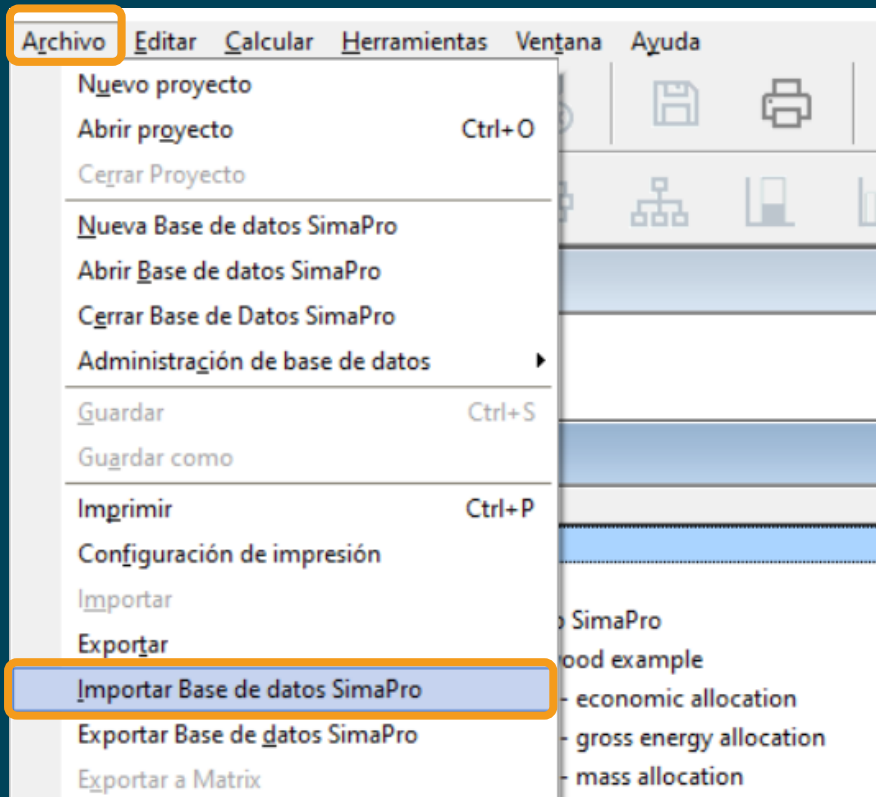 Archivo Editar Calcular Herramientas Ventana Ayuda
Nuevo proyecto
Abrir proyecto Ctrl+O
Cerrar Proyecto
Nueva Base de datos SimaPro
Abrir Base de datos SimaPro
Cerrar Base de Datos SimaPro
Administración de base de datos
Guardar Ctrl+S
Guardar como
Imprimir Ctrl+P
Configuración de impresión
Importar
SimaPro
Exportar
ood example
Importar Base de datos SimaPro
- economic allocation
Exportar Base de datos SimaPro
- gross energy allocation
Exportar a Matrix
- mass allocation